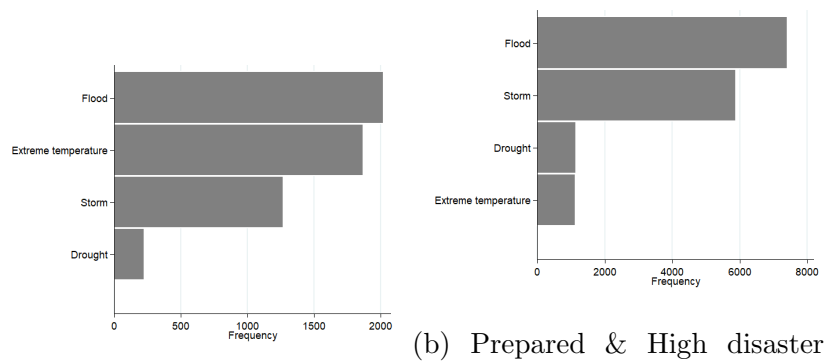 Flood
Extreme temperature
Storm
Drought
0 500 1000 1500 2000
Frequency
Flood
Storm
Drought
Extreme temperature
0 2000 4000 6000 8000
Frequency
(b) Prepared & High disaster